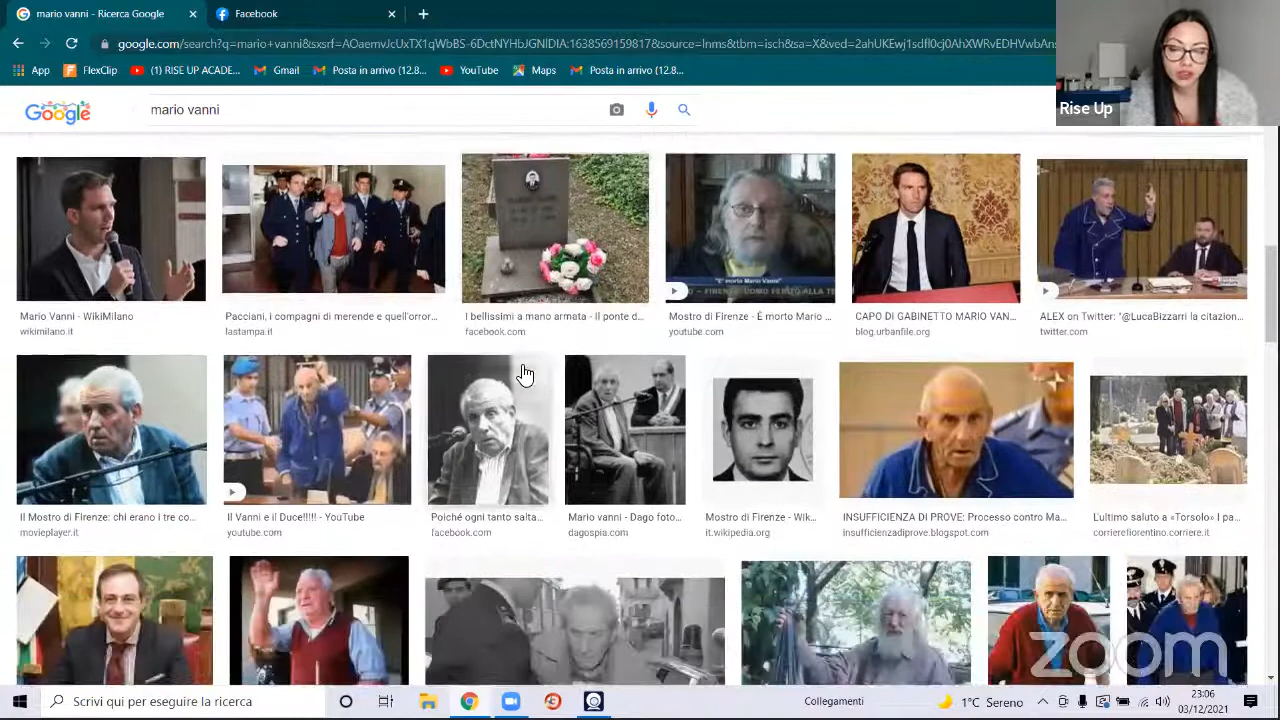 mario vanni - Ricerca Google
Facebook
google.com/search?q=mario+vanni&sxsrf=AOaemvJcUxTX1qWbBS-6DctNYHbJGNIDIA:1638569159817&source=lnms&tbm=isch&sa=X&ved=2ahUKEwj1sdfl0cj0AhXWRvEDHVwbAns
App
FlexClip
(1) RISE UP ACADE...
Gmail
Posta in arrivo (12.8...
YouTube
Maps
Posta in arrivo (12.8...
Rise Up
Google
mario vanni
"E' morto Mario Vanni"
Mario Vanni - WikiMilano
wikimilano.it
Pacciani, i compagni di merende e quell'orror...
lastampa.it
I bellissimi a mano armata - Il ponte d...
facebook.com
Mostro di Firenze - È morto Mario ...
youtube.com
CAPO DI GABINETTO MARIO VAN...
blog.urbanfile.org
ALEX on Twitter: "@LucaBizzarri la citazion...
twitter.com
Il Mostro di Firenze: chi erano i tre co...
movieplayer.it
Il Vanni e il Duce!!!!! - YouTube
youtube.com
Poiché ogni tanto salta...
facebook.com
Mario vanni - Dago foto...
dagospia.com
Mostro di Firenze - Wik...
it.wikipedia.org
INSUFFICIENZA DI PROVE: Processo contro Ma...
insufficienzadiprove.blogspot.com
L'ultimo saluto a «Torsolo» I pa...
corrierefiorentino.corriere.it
zoom
Scrivi qui per eseguire la ricerca
Collegamenti
1°C Sereno
23:06
03/12/2021